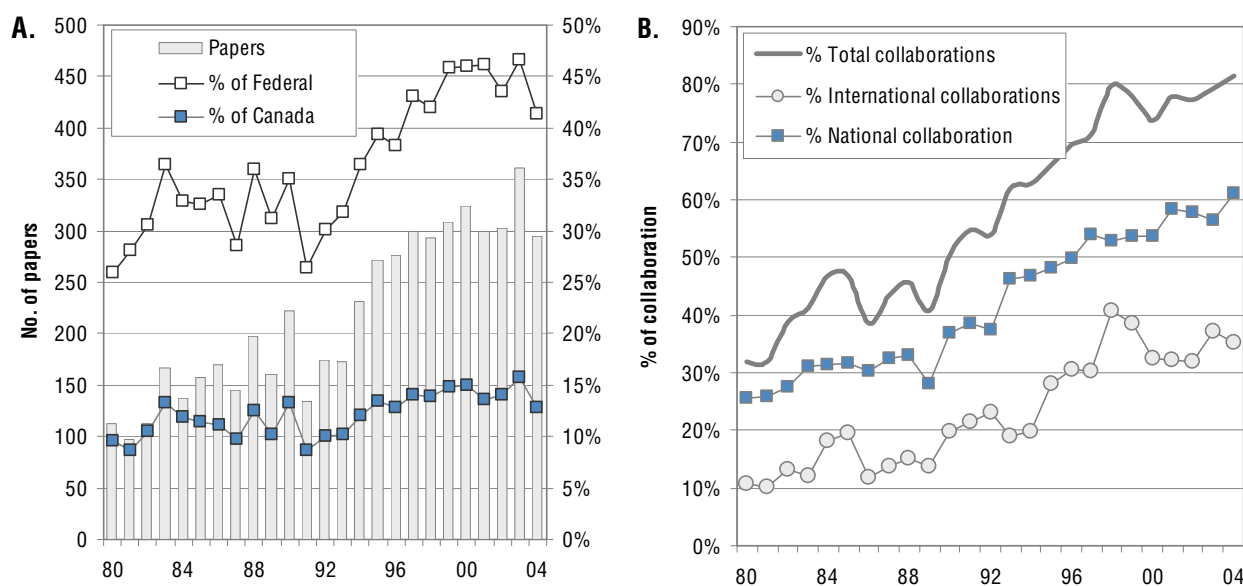 A.
Papers
% of Federal
% of Canada
No. of papers
500
450
400
350
300
250
200
150
100
50
0
50%
45%
40%
35%
30%
25%
20%
15%
10%
5%
0%
80 84 88 92 96 00 04
B.
% Total collaborations
% International collaborations
% National collaboration
% of collaboration
90%
80%
70%
60%
50%
40%
30%
20%
10%
0%
80 84 88 92 96 00 04